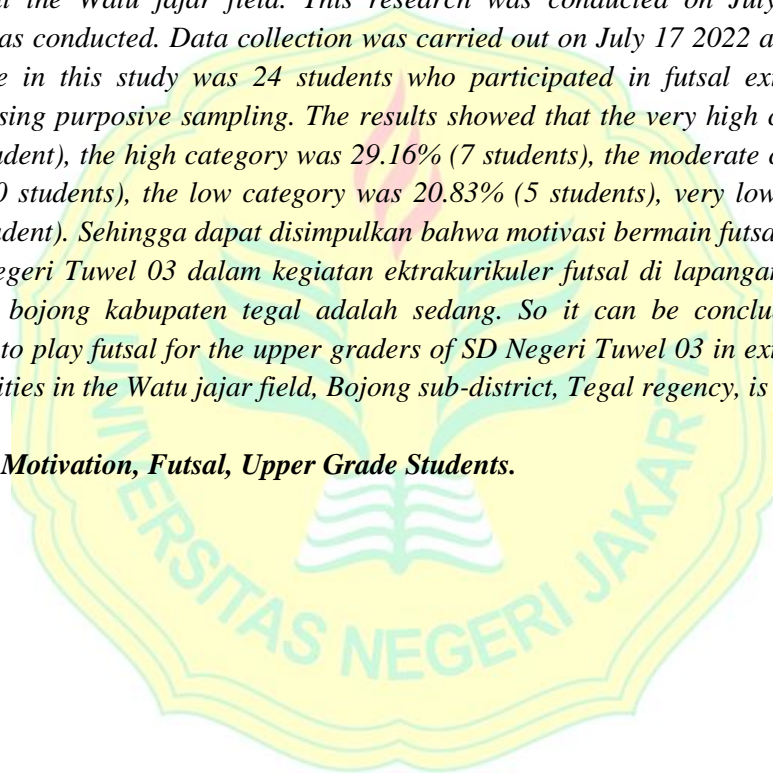 the Watu jajar field. This research was conducted on July
as conducted. Data collection was carried out on July 17 2022 a
e in this study was 24 students who participated in futsal ex
sing purposive sampling. The results showed that the very high
dent), the high category was 29.16% (7 students), the moderate
0 students), the low category was 20.83% (5 students), very low
dent). Sehingga dapat disimpulkan bahwa motivasi bermain futsa
egeri Tuwel 03 dalam kegiatan ektrakurikuler futsal di lapangan
bojong kabupaten tegal adalah sedang. So it can be conclu
to play futsal for the upper graders of SD Negeri Tuwel 03 in ex
ities in the Watu jajar field, Bojong sub-district, Tegal regency, is
Motivation, Futsal, Upper Grade Students.
UNIVERSITAS NEGERI JAKARTA